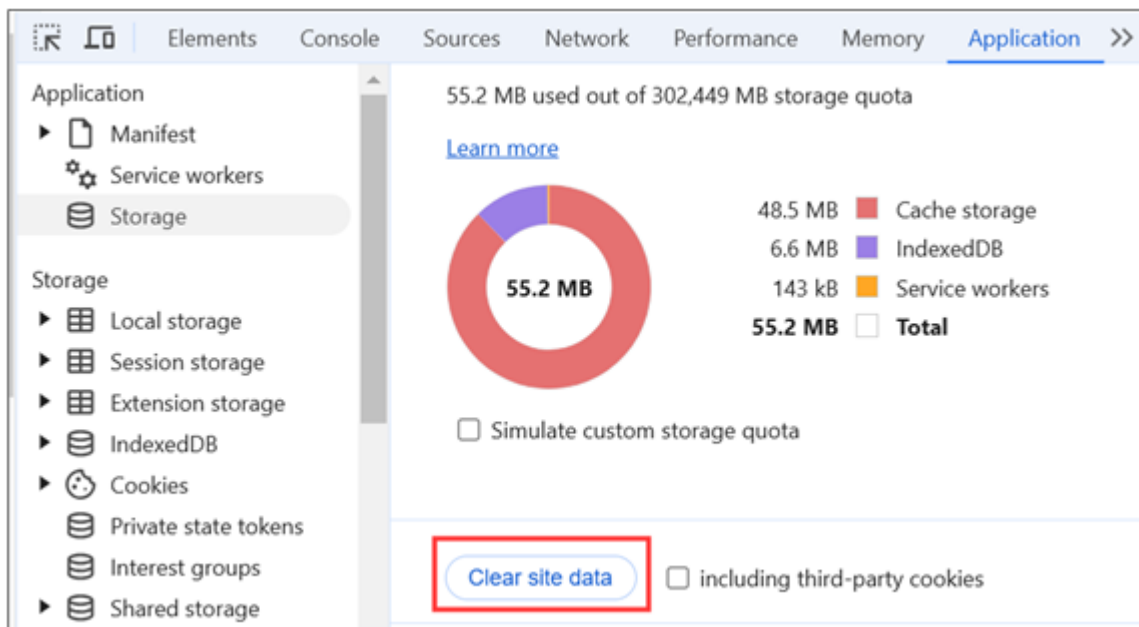 Elements Console Sources Network Performance Memory Application
Application
Manifest
Service workers
Storage
Storage
Local storage
Session storage
Extension storage
IndexedDB
Cookies
Private state tokens
Interest groups
Shared storage
55.2 MB used out of 302,449 MB storage quota
Learn more
55.2 MB
48.5 MB Cache storage
6.6 MB IndexedDB
143 kB Service workers
55.2 MB Total
Simulate custom storage quota
Clear site data including third-party cookies